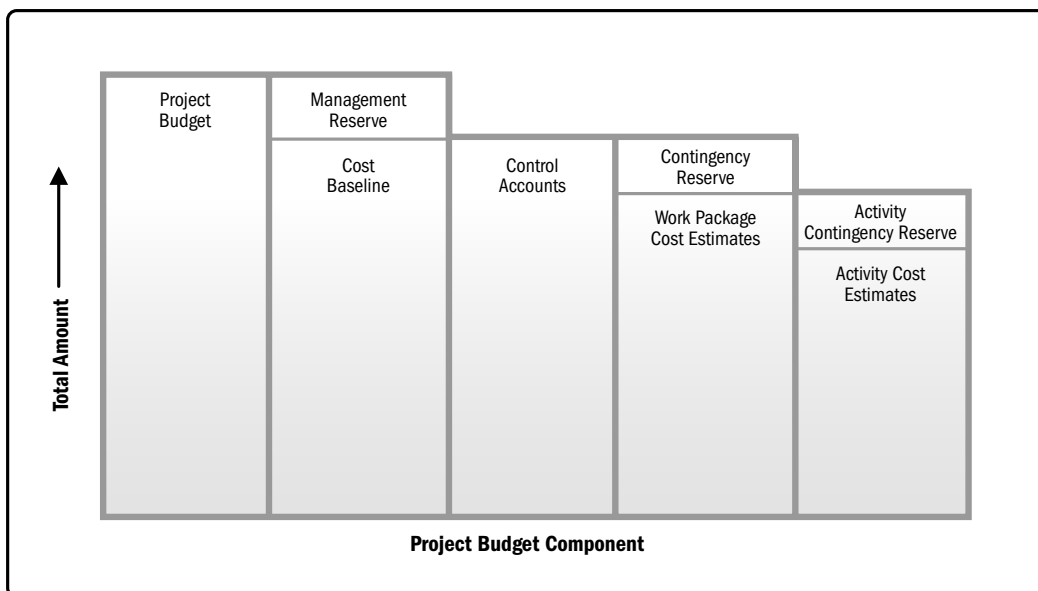 Project
Budget
Management
Reserve
Cost
Baseline
Control
Accounts
Contingency
Reserve
Work Package
Cost Estimates
Activity
Contingency Reserve
Activity Cost
Estimates
Total Amount
Project Budget Component